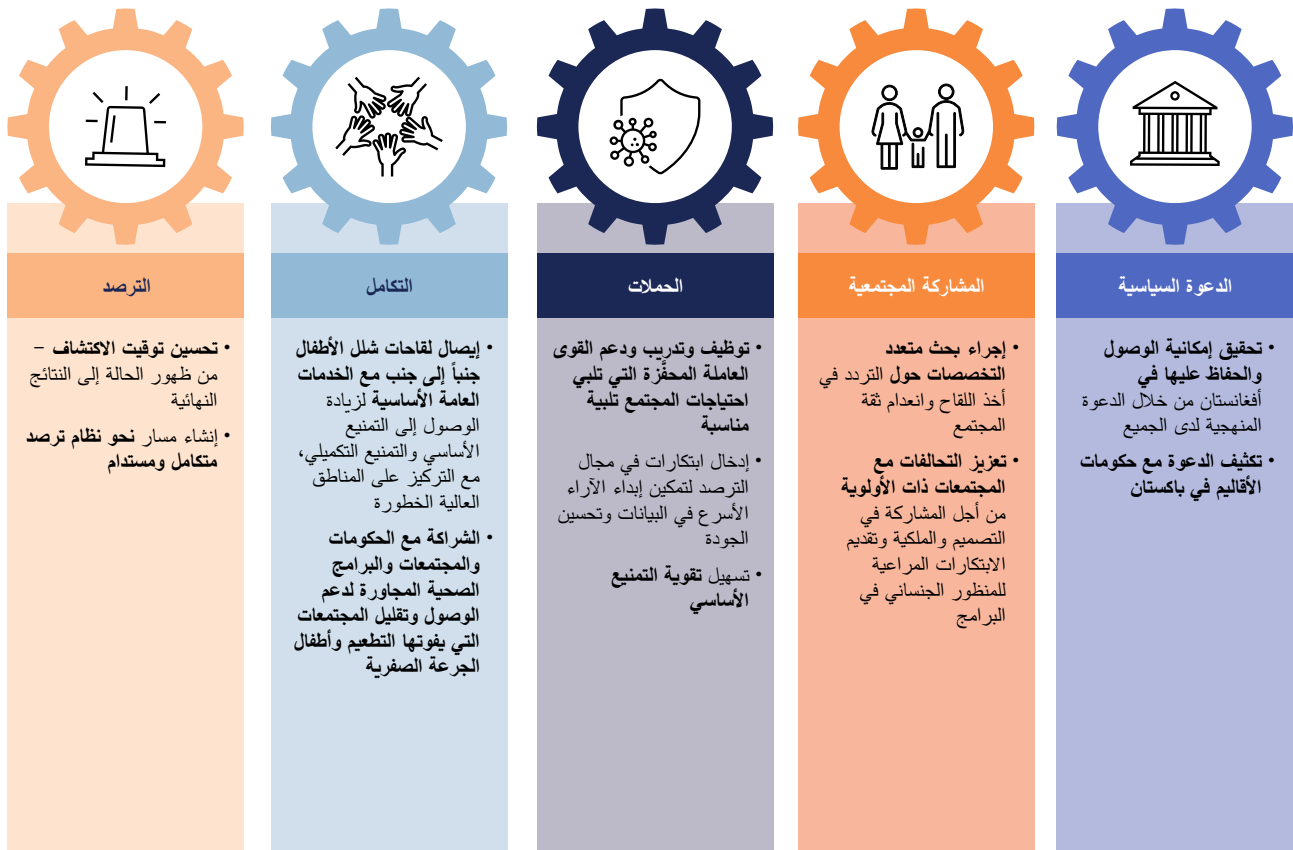 الدعوة السياسية
• تحقيق إمكانية الوصول
والحفاظ عليها في
أفغانستان من خلال الدعوة
المنهجية لدى الجميع
• تكثيف الدعوة مع حكومات
الأقاليم في باكستان
المشاركة المجتمعية
• إجراء بحث متعدد
التخصصات حول التردد في
أخذ اللقاح وانعدام ثقة
المجتمع
• تعزيز التحالفات مع
المجتمعات ذات الأولوية
من أجل المشاركة في
التصميم والملكية وتقديم
الابتكارات المراعية
للمنظور الجنساني في
البرامج
الحملات
• توظيف وتدريب ودعم القوى
العاملة المحفَّزة التي تلبي
احتياجات المجتمع تلبية
مناسبة
• إدخال ابتكارات في مجال
الترصد لتمكين إبداء الآراء
الأسرع في البيانات وتحسين
الجودة
• تسهيل تقوية التمنيع
الأساسي
التكامل
• إيصال لقاحات شلل الأطفال
جنباً إلى جنب مع الخدمات
العامة الأساسية لزيادة
الوصول إلى التمنيع
الأساسي والتمنيع التكميلي،
مع التركيز على المناطق
العالية الخطورة
• الشراكة مع الحكومات
والمجتمعات والبرامج
الصحية المجاورة لدعم
الوصول وتقليل المجتمعات
التي يفوتها التطعيم وأطفال
الجرعة الصفرية
الترصد
• تحسين توقيت الاكتشاف –
من ظهور الحالة إلى النتائج
النهائية
• إنشاء مسار نحو نظام ترصد
متكامل ومستدام